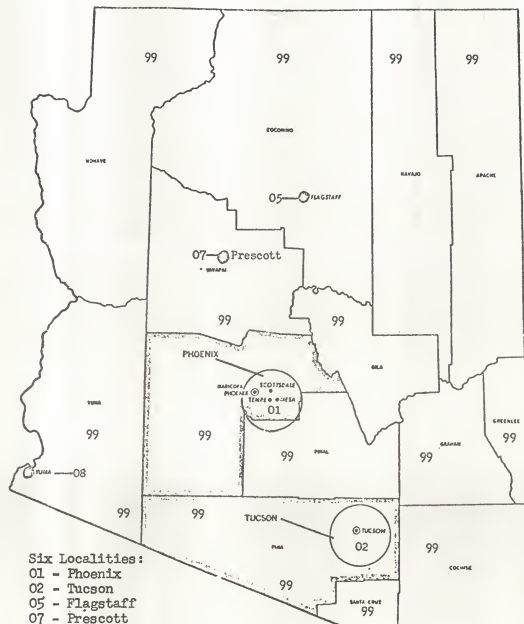 99
99
99
99
MOHAVE
COCONINO
NAVAJO
APACHE
05 FLAGSTAFF
07 Prescott
YAVAPAI
99
99
PHOENIX
GILA
(MARICOPA)
SCOTTSDALE
PHOENIX
TEMPE MESA
01
YUMA
99
99
99
PINAL
GRAHAM
99
GREENLEE
99
YUMA 08
99
99
TUCSON
TUCSON
02
PIMA
99
99
COCHISE
SANTA CRUZ
99
Six Localities:
01 - Phoenix
02 - Tucson
05 - Flagstaff
07 - Prescott